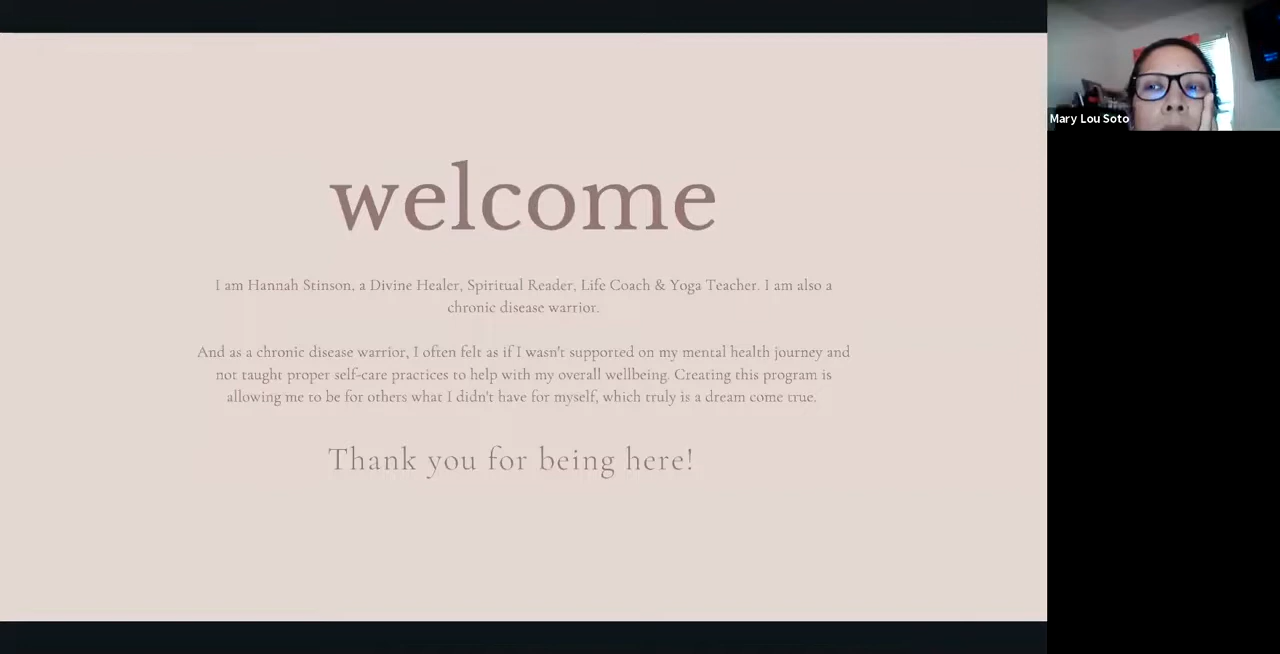 welcome
I am Hannah Stinson, a Divine Healer, Spiritual Reader, Life Coach & Yoga Teacher. I am also a
chronic disease warrior.
And as a chronic disease warrior, I often felt as if I wasn't supported on my mental health journey and
not taught proper self-care practices to help with my overall wellbeing. Creating this program is
allowing me to be for others what I didn't have for myself, which truly is a dream come true.
Thank you for being here!
Mary Lou Soto